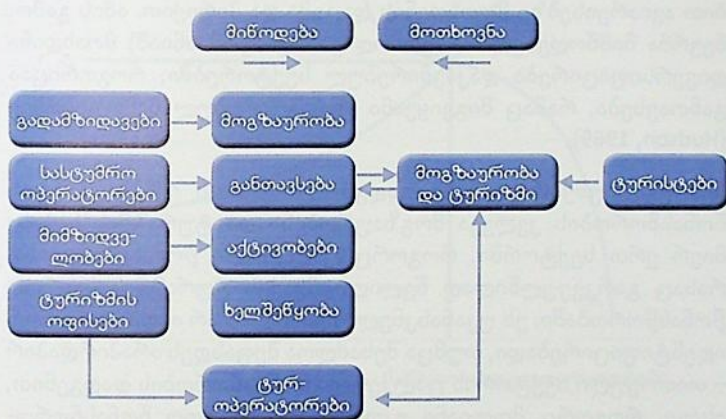 მიწოდება
მოთხოვნა
გადამზიდავები
მოგზაურობა
სასტუმრო
ოპერატორები
განთავსება
მოგზაურობა
და ტურიზმი
ტურისტები
მიმზიდვე-
ლობები
აქტივობები
ტურიზმის
ოფისები
ხელშეწყობა
ტურ-
ოპერატორები